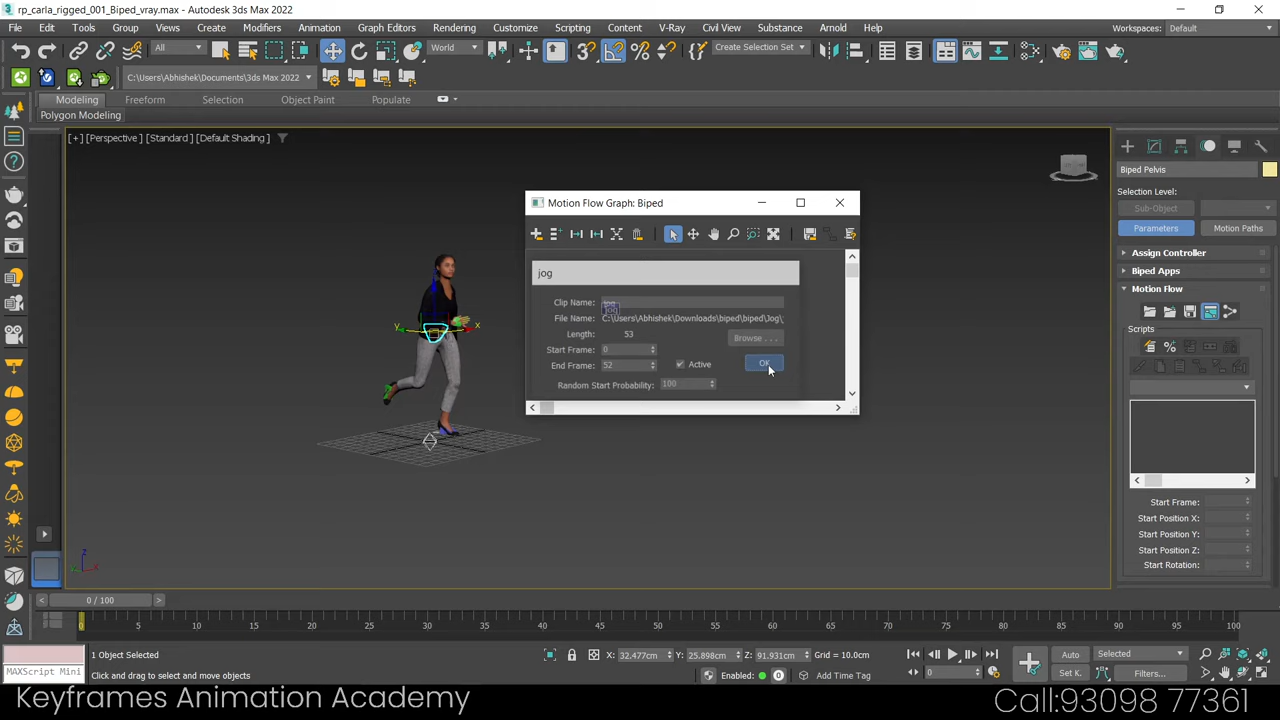 rp_carla_rigged_001_Biped_vray.max - Autodesk 3ds Max 2022
File Edit Tools Group Views Create Modifiers Animation Graph Editors Rendering Customize Scripting Content V-Ray Civil View Substance Arnold Help
Workspaces: Default
All World Create Selection Set
C:\Users\Abhishek\Documents\3ds Max 2022
Modeling Freeform Selection Object Paint Populate
Polygon Modeling
[+] [Perspective ] [Standard ] [Default Shading ]
Biped Pelvis
Selection Level:
Sub-Object
Parameters Motion Paths
Assign Controller
Biped Apps
Motion Flow
Scripts
Start Frame:
Start Position X:
Start Position Y:
Start Position Z:
Start Rotation:
Motion Flow Graph: Biped
jog
Clip Name: jog
jog
File Name: C:\Users\Abhishek\Downloads\biped\biped\Jog\
Length: 53
Browse . . .
Start Frame: 0
End Frame: 52
Active
OK
Random Start Probability: 100
y x
z
x
0 / 100
0 5 10 15 20 25 30 35 40 45 50 55 60 65 70 75 80 85 90 95 100
1 Object Selected
X: 32.477cm Y: 25.898cm Z: 91.931cm Grid = 10.0cm
Auto Selected
MAXScript Mini
Click and drag to select and move objects
Enabled: 0 Add Time Tag
0
Set K. Filters...
Keyframes Animation Academy
Call:93098 77361